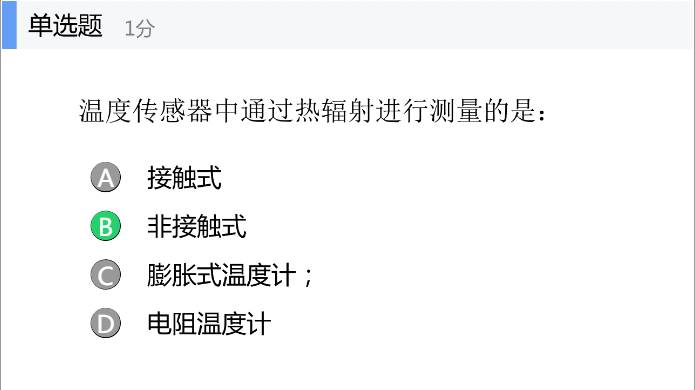 单选题 1分
温度传感器中通过热辐射进行测量的是：
A 接触式
B 非接触式
C 膨胀式温度计；
D 电阻温度计